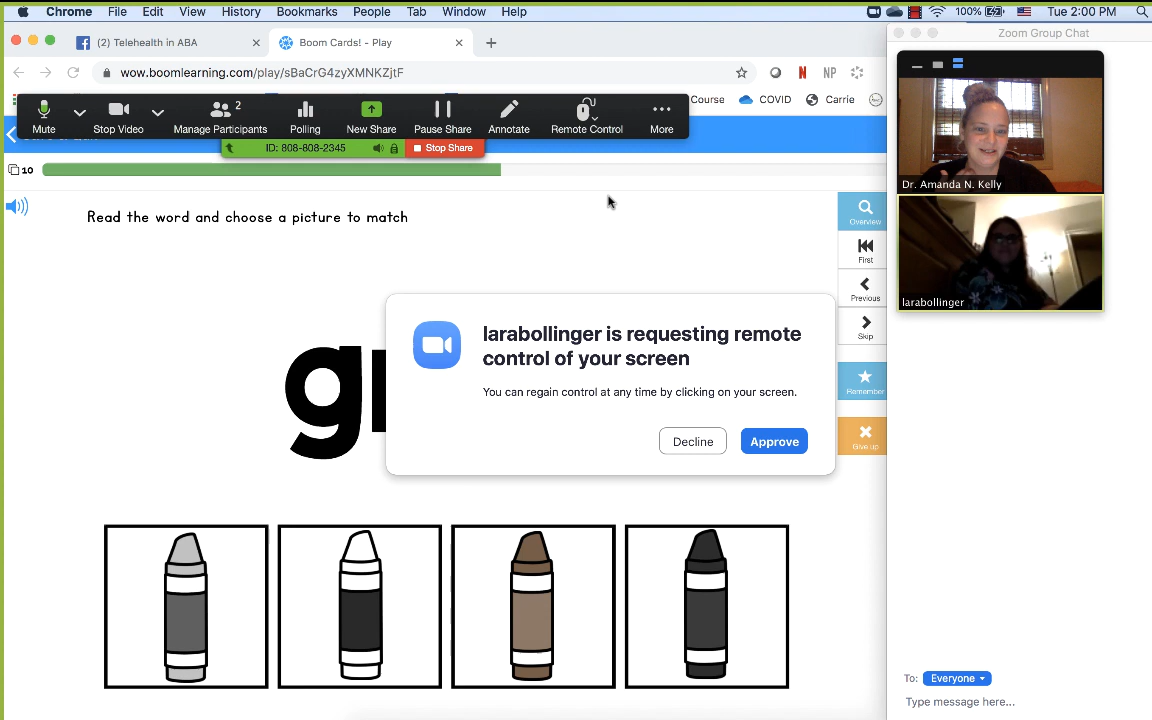 Chrome File Edit View History Bookmarks People Tab Window Help 100% Tue 2:00 PM
(2) Telehealth in ABA
Boom Cards! - Play
Zoom Group Chat
wow.boomlearning.com/play/sBaCrG4zyXMNKZjtF
N NP
Course COVID Carrie
2
Mute Stop Video Manage Participants Polling New Share Pause Share Annotate Remote Control More
ID: 808-808-2345 Stop Share
10
Read the word and choose a picture to match
Overview
First
Previous
Skip
Remember
Give up
Dr. Amanda N. Kelly
larabollinger
larabollinger is requesting remote
control of your screen
You can regain control at any time by clicking on your screen.
Decline Approve
To: Everyone
Type message here...